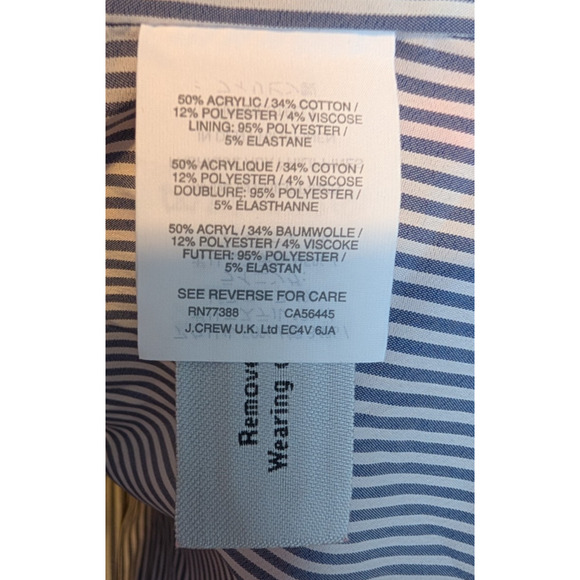 50% ACRYLIC / 34% COTTON /
12% POLYESTER / 4% VISCOSE
LINING: 95% POLYESTER /
5% ELASTANE
50% ACRYLIQUE / 34% COTON /
12% POLYESTER / 4% VISCOSE
DOUBLURE: 95% POLYESTER /
5% ÉLASTHANNE
50% ACRYL / 34% BAUMWOLLE /
12% POLYESTER / 4% VISCOKE
FUTTER: 95% POLYESTER /
5% ELASTAN
SEE REVERSE FOR CARE
RN77388 CA56445
J.CREW U.K. Ltd EC4V 6JA
Remove
Wearing